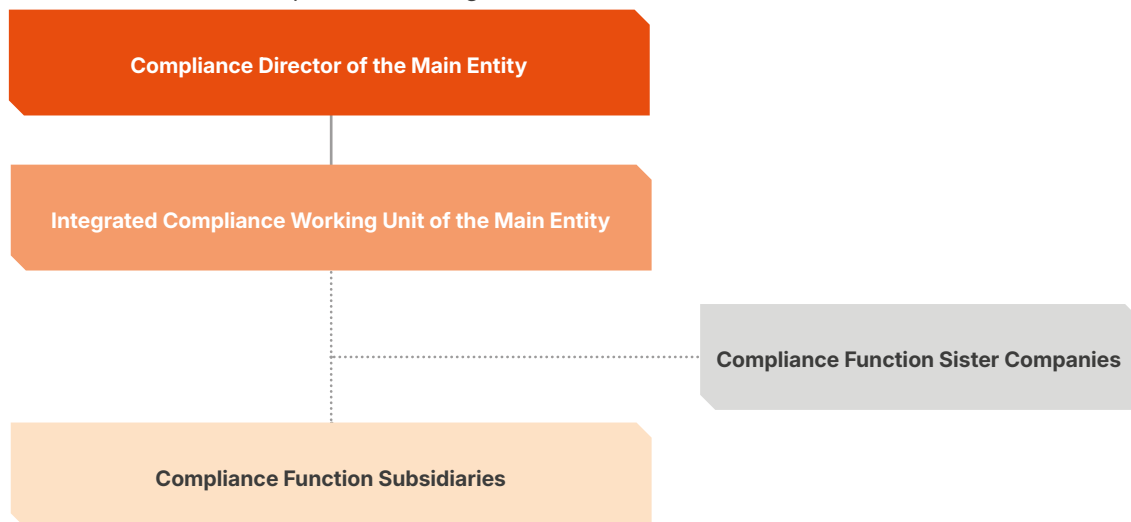 Compliance Director of the Main Entity
Integrated Compliance Working Unit of the Main Entity
Compliance Function Sister Companies
Compliance Function Subsidiaries